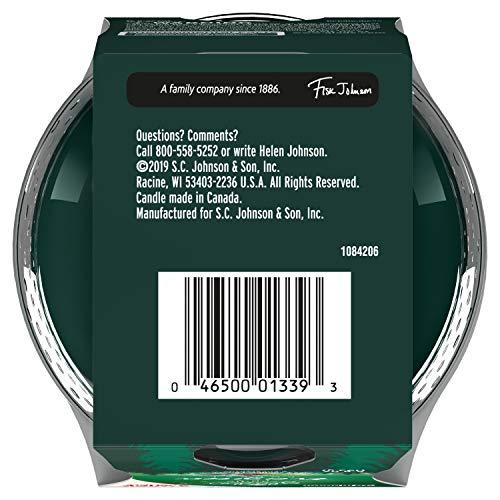 A family company since 1886. Fisk Johnson
Questions? Comments?
Call 800-558-5252 or write Helen Johnson.
©2019 S.C. Johnson & Son, Inc.
Racine, WI 53403-2236 U.S.A. All Rights Reserved.
Candle made in Canada.
Manufactured for S.C. Johnson & Son, Inc.
1084206
0 46500 01339 3